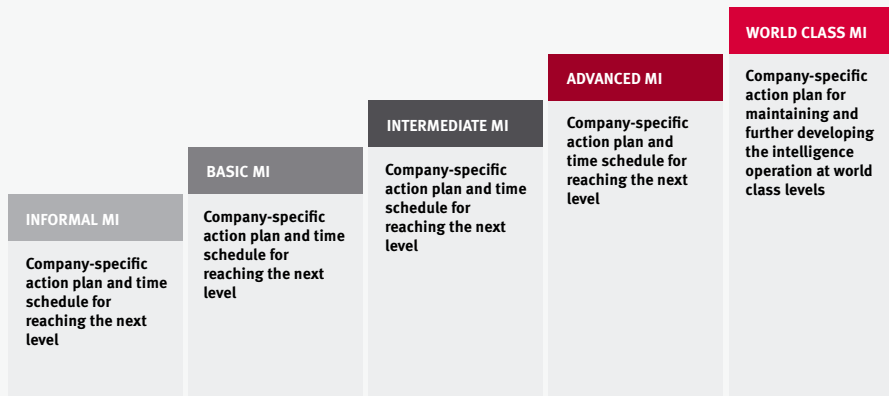 INFORMAL MI
Company-specific
action plan and time
schedule for
reaching the next
level
BASIC MI
Company-specific
action plan and time
schedule for
reaching the next
level
INTERMEDIATE MI
Company-specific
action plan and time
schedule for
reaching the next
level
ADVANCED MI
Company-specific
action plan and
time schedule for
reaching the next
level
WORLD CLASS MI
Company-specific
action plan for
maintaining and
further developing
the intelligence
operation at world
class levels